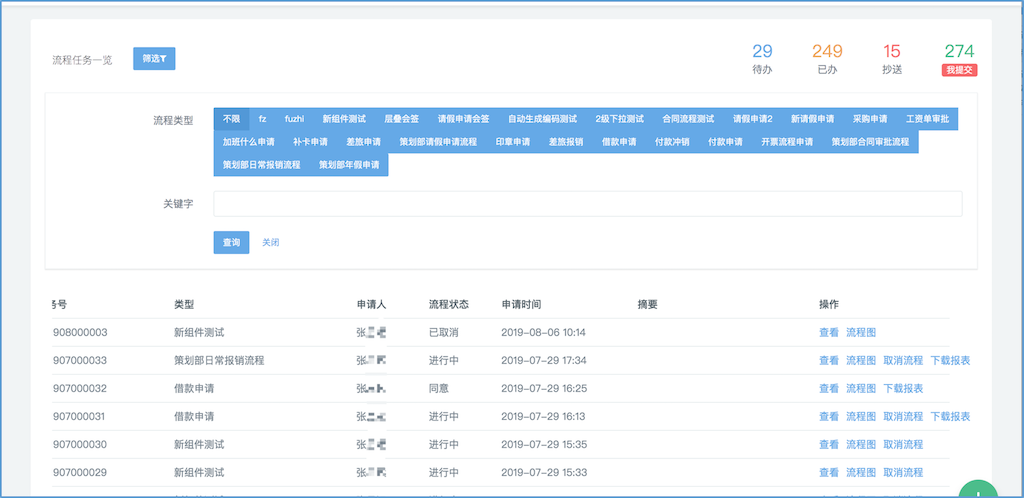 流程任务一览 筛选 29 249 15 274
待办 已办 抄送 我提交
流程类型 不限 fz fuzhi 新组件测试 层叠会签 请假申请会签 自动生成编码测试 2级下拉测试 合同流程测试 请假申请2 新请假申请 采购申请 工资单审批
加班什么申请 补卡申请 差旅申请 策划部请假申请流程 印章申请 差旅报销 借款申请 付款冲销 付款申请 开票流程申请 策划部合同审批流程
策划部日常报销流程 策划部年假申请
关键字
查询 关闭
号 类型 申请人 流程状态 申请时间 摘要 操作
908000003 新组件测试 张 已取消 2019-08-06 10:14 查看 流程图
907000033 策划部日常报销流程 张 进行中 2019-07-29 17:34 查看 流程图 取消流程 下载报表
907000032 借款申请 张 同意 2019-07-29 16:25 查看 流程图 下载报表
907000031 借款申请 张 进行中 2019-07-29 16:13 查看 流程图 取消流程 下载报表
907000030 新组件测试 张 进行中 2019-07-29 15:35 查看 流程图 取消流程
907000029 新组件测试 张 进行中 2019-07-29 15:33 查看 流程图 取消流程